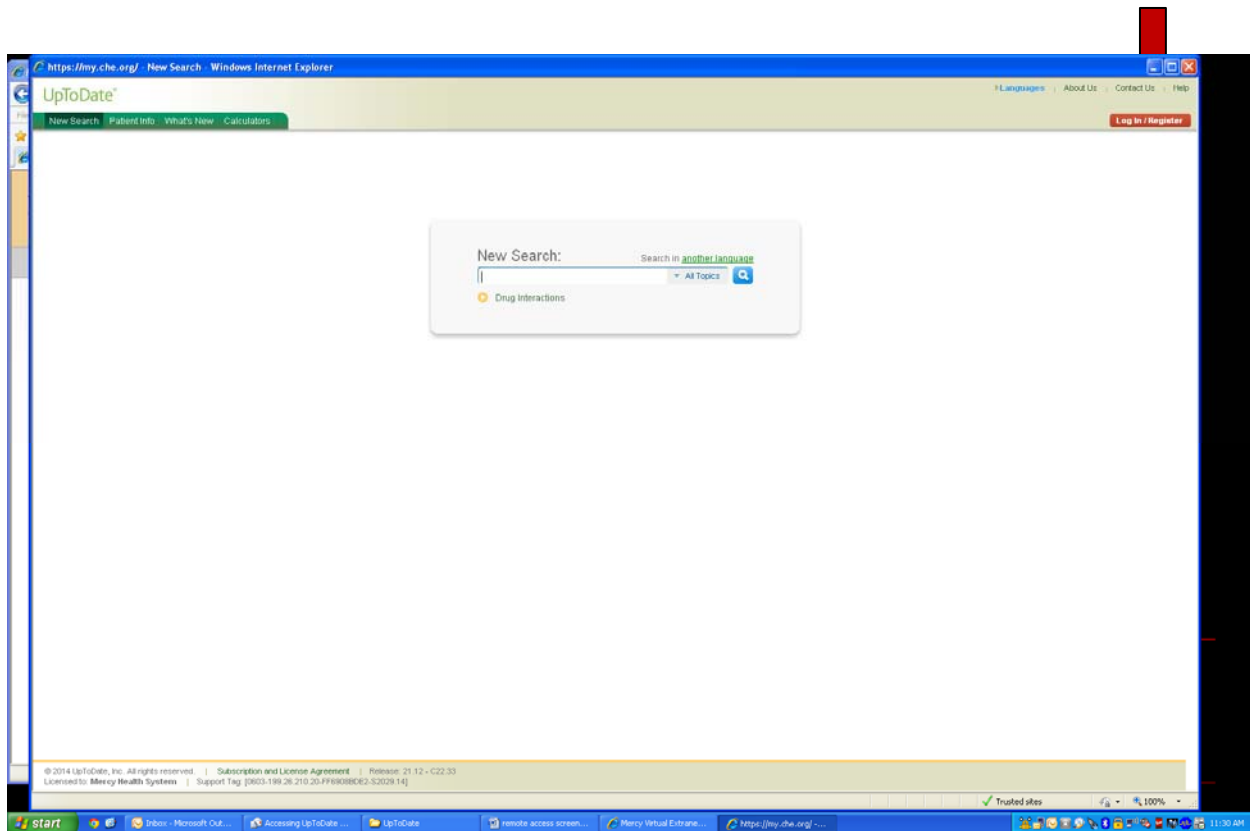 https://my.che.org/ - New Search - Windows Internet Explorer
UpToDate®
Languages | About Us | Contact Us | Help
New Search Patient Info What's New Calculators
Log In / Register
New Search:
Search in another language
All Topics
Drug Interactions
© 2014 UpToDate, Inc. All rights reserved. | Subscription and License Agreement | Release: 21.12 - C22.33
Licensed to: Mercy Health System | Support Tag:
Trusted sites
100%
start
Inbox - Microsoft Out...
Accessing UpToDate ...
UpToDate
remote access screen...
Mercy Virtual Extrane...
https://my.che.org/ -...
11:30 AM